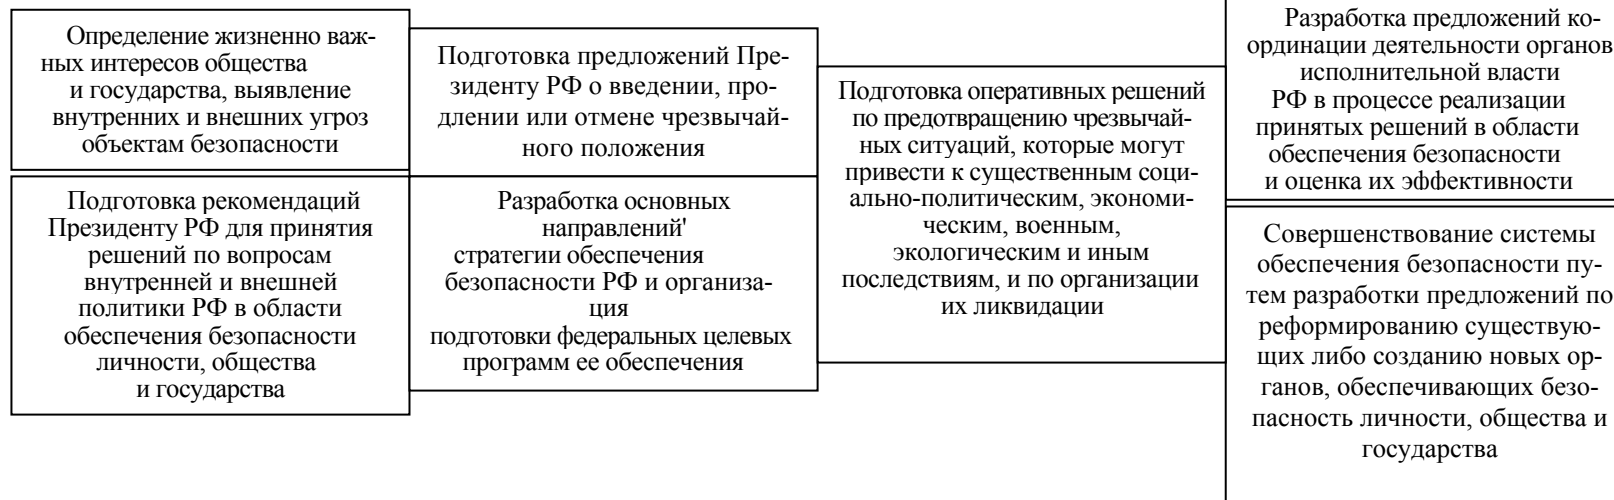 Определение жизненно важ-
ных интересов общества
и государства, выявление
внутренних и внешних угроз
объектам безопасности
Подготовка рекомендаций
Президенту РФ для принятия
решений по вопросам
внутренней и внешней
политики РФ в области
обеспечения безопасности
личности, общества
и государства
Подготовка предложений Пре-
зиденту РФ о введении, про-
длении или отмене чрезвычай-
ного положения
Разработка основных
направлений'
стратегии обеспечения
безопасности РФ и организа-
ция
подготовки федеральных целевых
программ ее обеспечения
Подготовка оперативных решений
по предотвращению чрезвычай-
ных ситуаций, которые могут
привести к существенным соци-
ально-политическим, экономи-
ческим, военным,
экологическим и иным
последствиям, и по организации
их ликвидации
Разработка предложений ко-
ординации деятельности органов
исполнительной власти
РФ в процессе реализации
принятых решений в области
обеспечения безопасности
и оценка их эффективности
Совершенствование системы
обеспечения безопасности пу-
тем разработки предложений по
реформированию существую-
щих либо созданию новых ор-
ганов, обеспечивающих безо-
пасность личности, общества и
государства